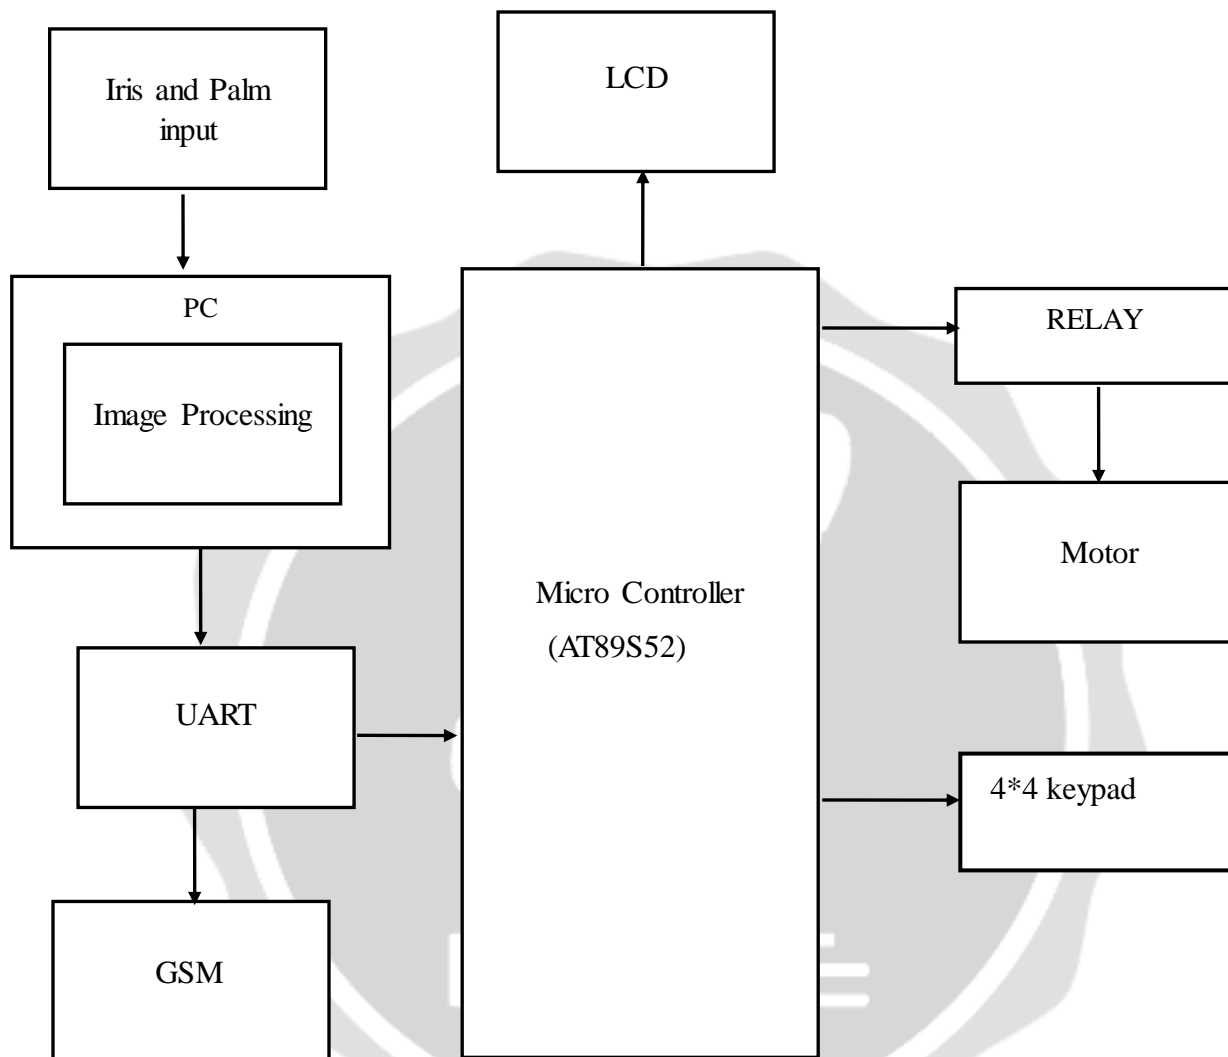 Iris and Palm
input
LCD
PC
RELAY
Image Processing
Motor
Micro Controller
(AT89S52)
UART
4*4 keypad
GSM